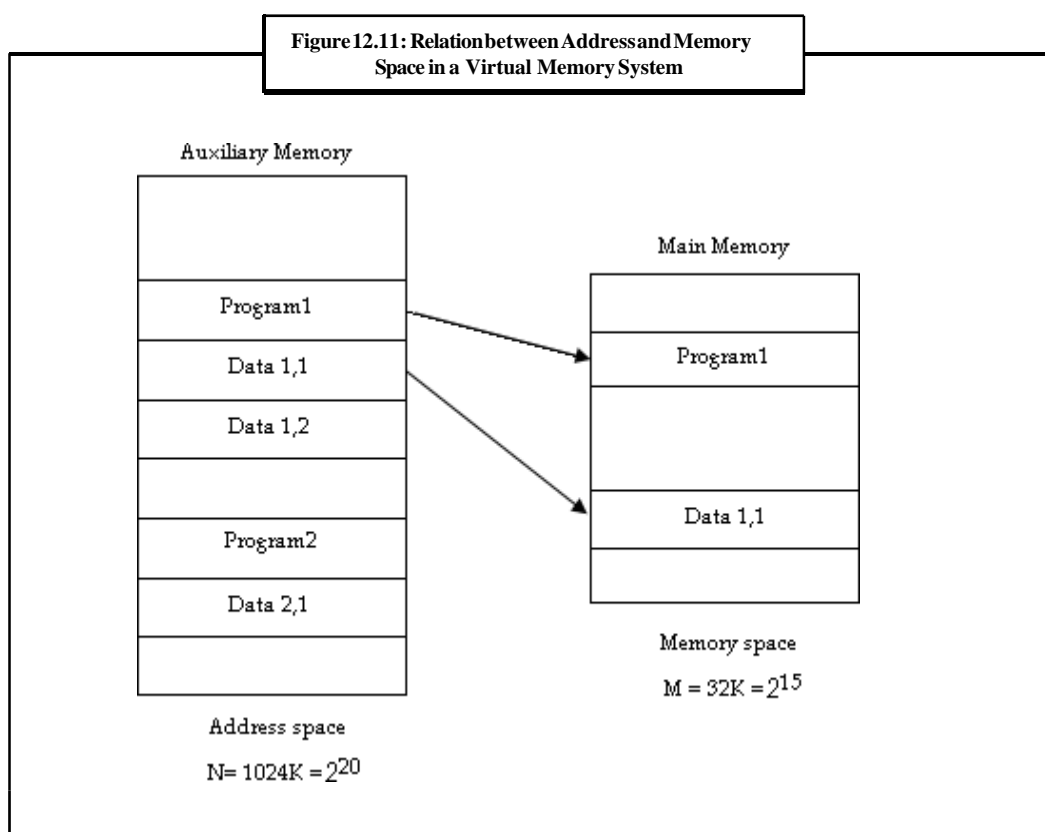 Figure 12.11: Relation between Address and Memory
Space in a Virtual Memory System
Auxiliary Memory
Program1
Data 1,1
Data 1,2
Program2
Data 2,1
Address space
N= 1024K = 2^20
Main Memory
Program1
Data 1,1
Memory space
M = 32K = 2^15